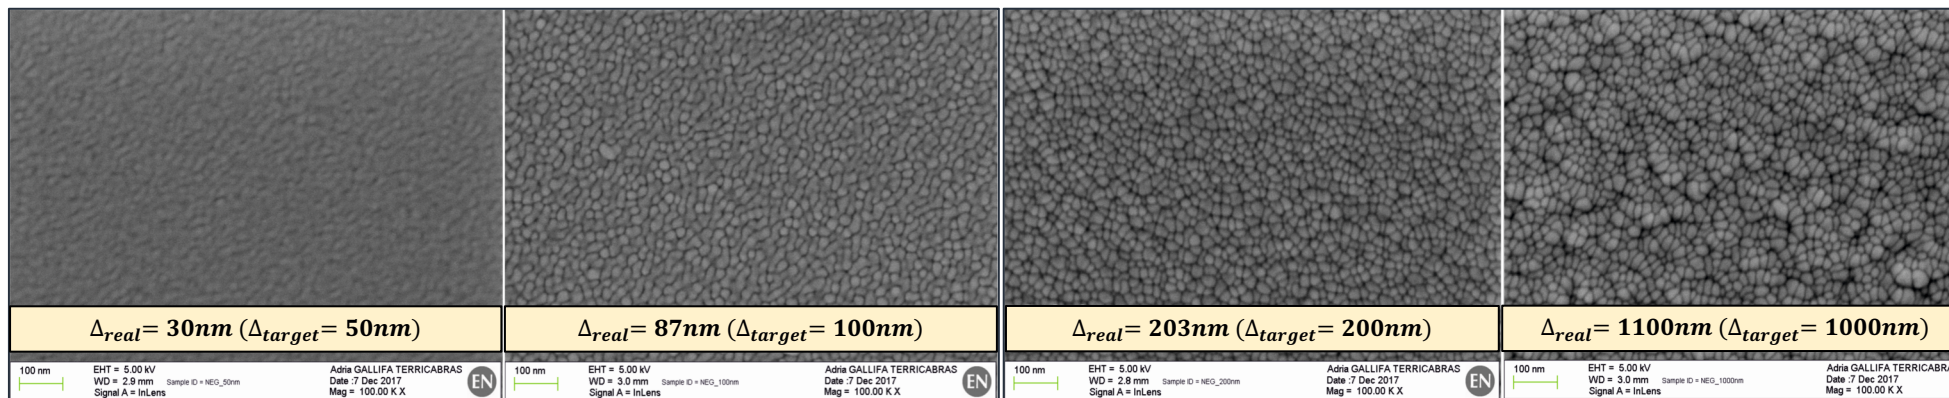 Δreal= 30nm (Δtarget= 50nm)
100 nm
EHT = 5.00 kV
WD = 2.9 mm Sample ID = NEG_50nm
Signal A = InLens
Adria GALLIFA TERRICABRAS
Date :7 Dec 2017
Mag = 100.00 K X
EN
Δreal= 87nm (Δtarget= 100nm)
100 nm
EHT = 5.00 kV
WD = 3.0 mm Sample ID = NEG_100nm
Signal A = InLens
Adria GALLIFA TERRICABRAS
Date :7 Dec 2017
Mag = 100.00 K X
EN
Δreal= 203nm (Δtarget= 200nm)
100 nm
EHT = 5.00 kV
WD = 2.8 mm Sample ID = NEG_200nm
Signal A = InLens
Adria GALLIFA TERRICABRAS
Date :7 Dec 2017
Mag = 100.00 K X
EN
Δreal= 1100nm (Δtarget= 1000nm)
100 nm
EHT = 5.00 kV
WD = 3.0 mm Sample ID = NEG_1000nm
Signal A = InLens
Adria GALLIFA TERRICABRA
Date :7 Dec 2017
Mag = 100.00 K X